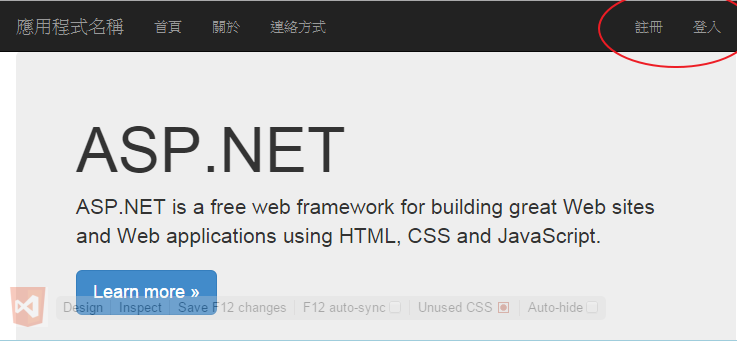 應用程式名稱 首頁 關於 連絡方式 註冊 登入
ASP.NET
ASP.NET is a free web framework for building great Web sites
and Web applications using HTML, CSS and JavaScript.
Learn more »
Design Inspect Save F12 changes F12 auto-sync Unused CSS Auto-hide